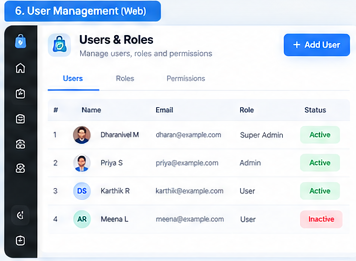 6. User Management (Web)
Users & Roles
Manage users, roles and permissions
+ Add User
Users Roles Permissions
# Name Email Role Status
1 Dharanivel M dharan@example.com Super Admin Active
2 Priya S priya@example.com Admin Active
3 DS Karthik R karthik@example.com User Active
4 AR Meena L meena@example.com User Inactive